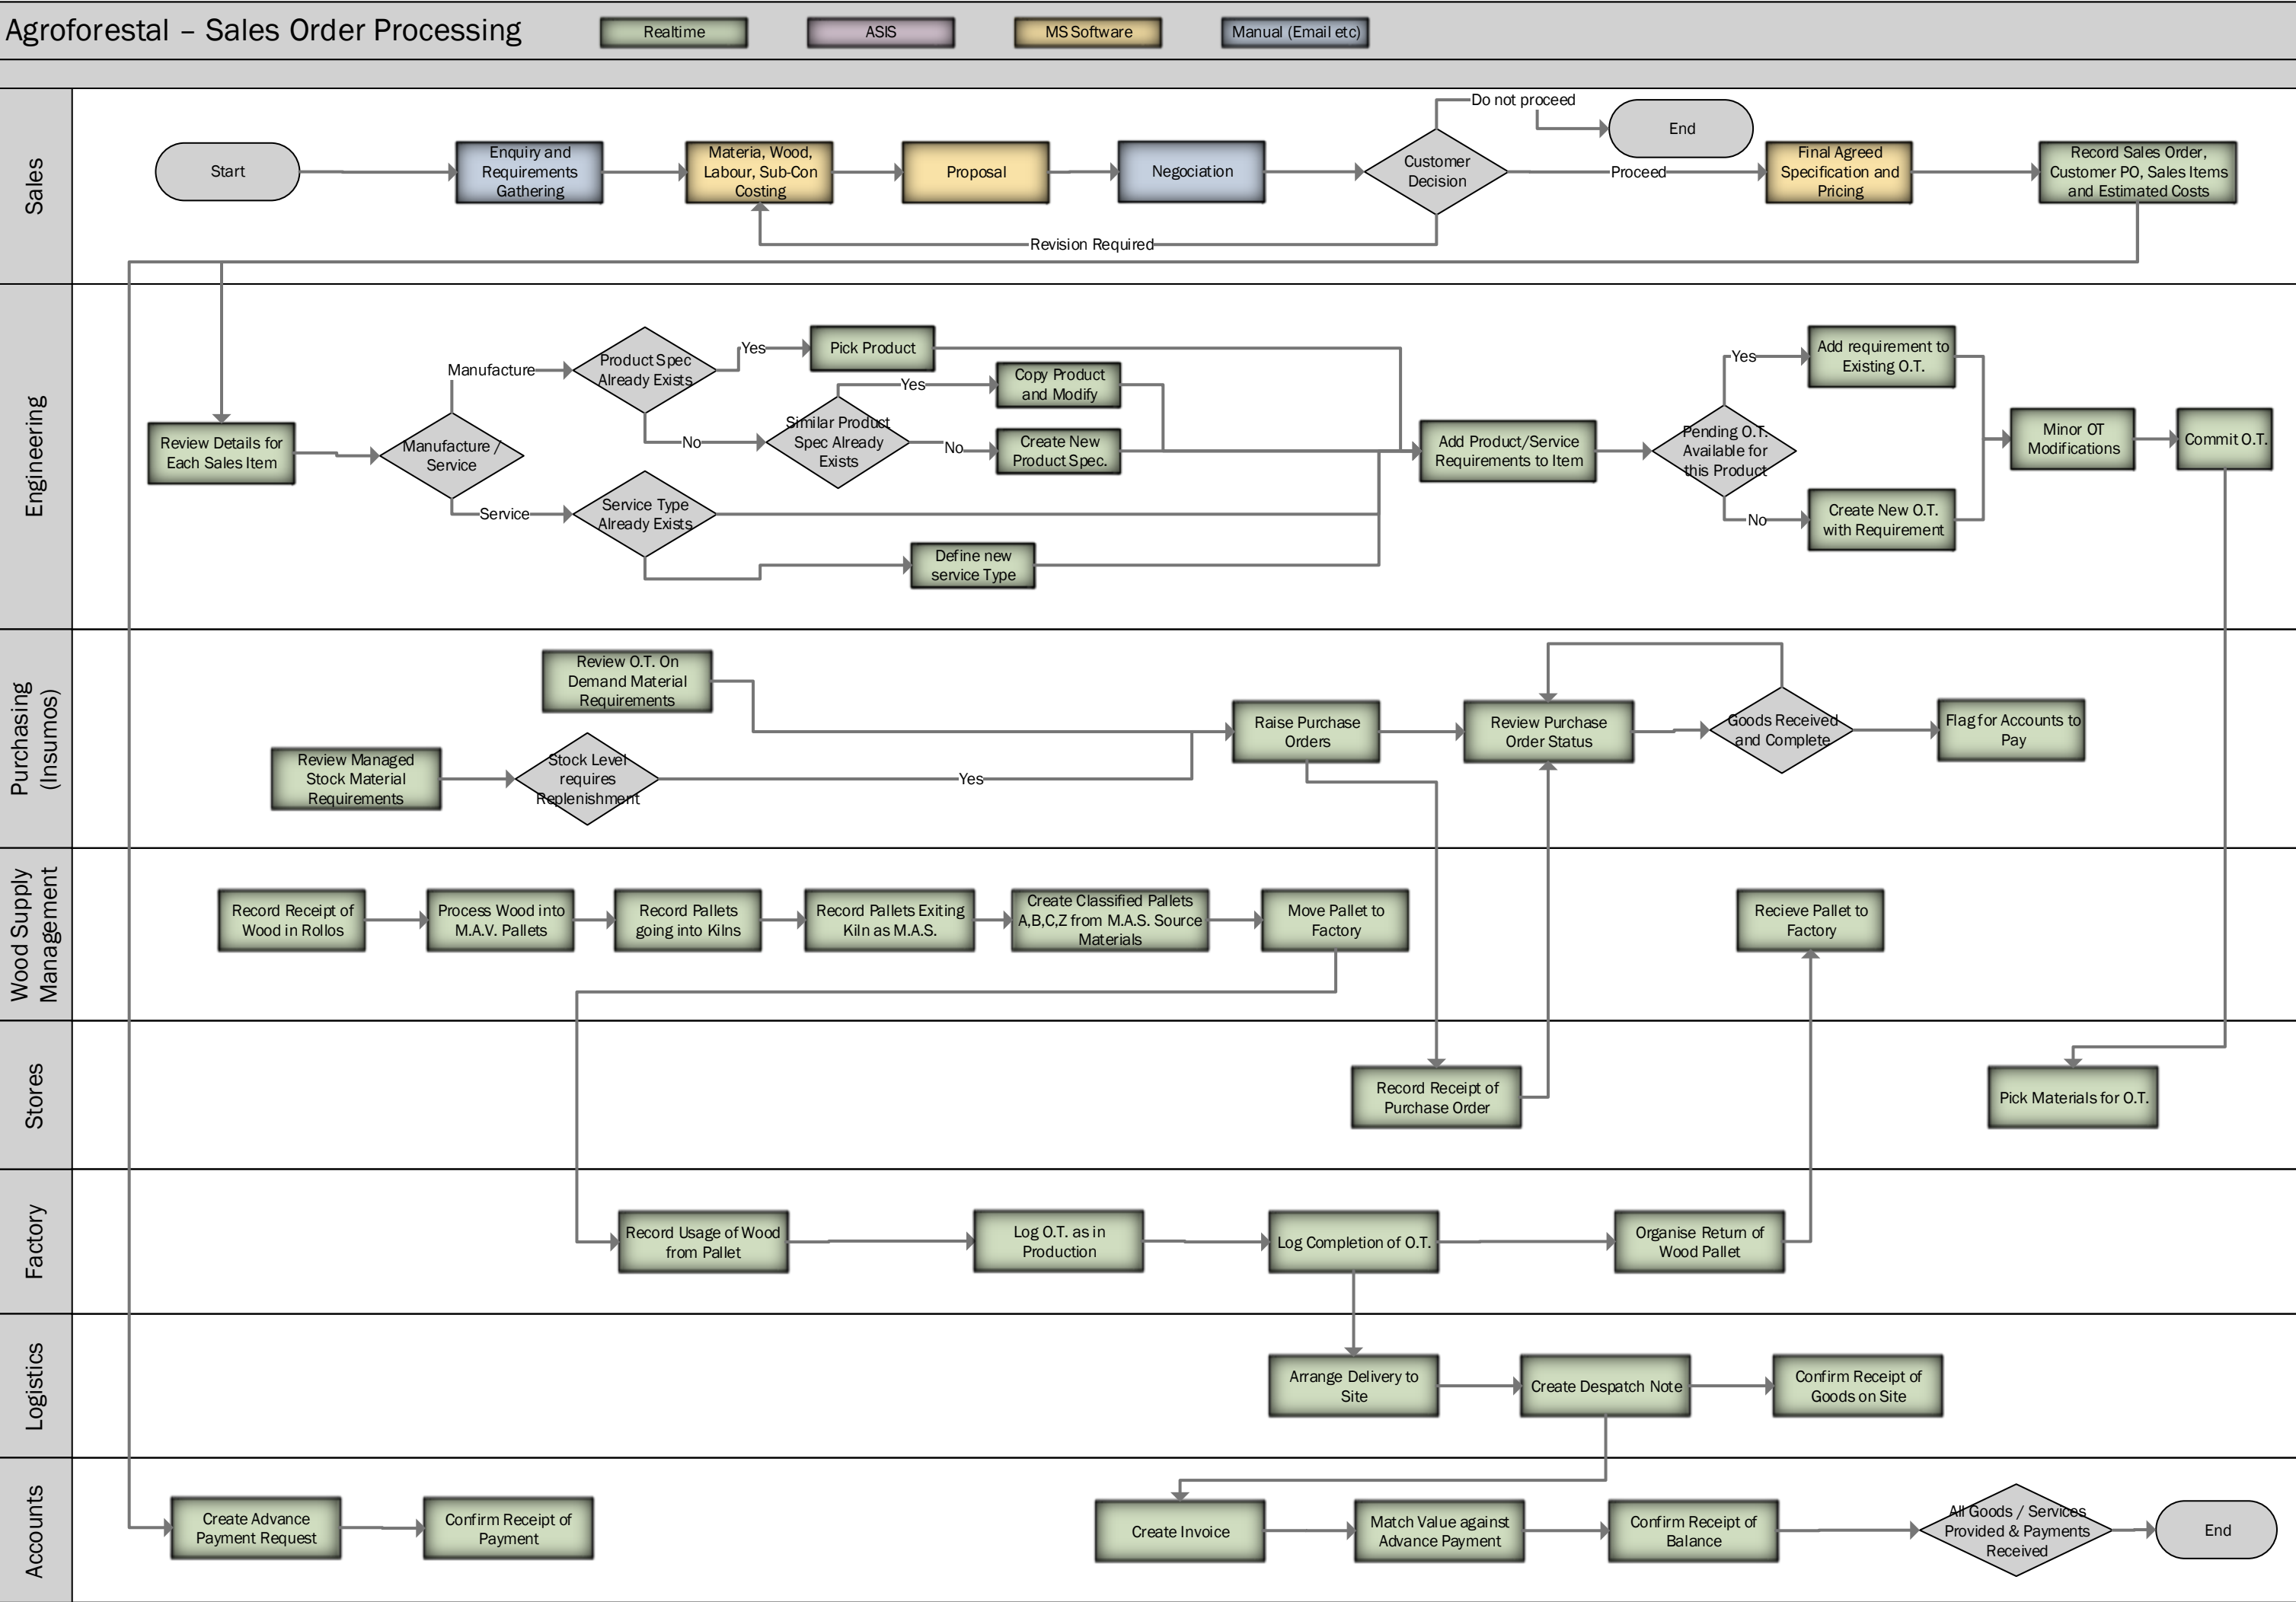 Agroforestal – Sales Order Processing
Realtime
ASIS
MS Software
Manual (Email etc)
Sales
Start
Enquiry and
Requirements
Gathering
Materia, Wood,
Labour, Sub-Con
Costing
Proposal
Negociation
Customer
Decision
Do not proceed
End
Proceed
Final Agreed
Specification and
Pricing
Record Sales Order,
Customer PO, Sales Items
and Estimated Costs
Revision Required
Engineering
Review Details for
Each Sales Item
Manufacture /
Service
Manufacture
Service
Product Spec
Already Exists
Yes
Pick Product
No
Similar Product
Spec Already
Exists
Yes
Copy Product
and Modify
No
Create New
Product Spec.
Service Type
Already Exists
Define new
service Type
Add Product/Service
Requirements to Item
Pending O.T.
Available for
this Product
Yes
Add requirement to
Existing O.T.
No
Create New O.T.
with Requirement
Minor OT
Modifications
Commit O.T.
Purchasing
(Insumos)
Review O.T. On
Demand Material
Requirements
Review Managed
Stock Material
Requirements
Stock Level
requires
Replenishment
Yes
Raise Purchase
Orders
Review Purchase
Order Status
Goods Received
and Complete
Flag for Accounts to
Pay
Wood Supply
Management
Record Receipt of
Wood in Rollos
Process Wood into
M.A.V. Pallets
Record Pallets
going into Kilns
Record Pallets Exiting
Kiln as M.A.S.
Create Classified Pallets
A,B,C,Z from M.A.S. Source
Materials
Move Pallet to
Factory
Recieve Pallet to
Factory
Stores
Record Receipt of
Purchase Order
Pick Materials for O.T.
Factory
Record Usage of Wood
from Pallet
Log O.T. as in
Production
Log Completion of O.T.
Organise Return of
Wood Pallet
Logistics
Arrange Delivery to
Site
Create Despatch Note
Confirm Receipt of
Goods on Site
Accounts
Create Advance
Payment Request
Confirm Receipt of
Payment
Create Invoice
Match Value against
Advance Payment
Confirm Receipt of
Balance
All Goods / Services
Provided & Payments
Received
End